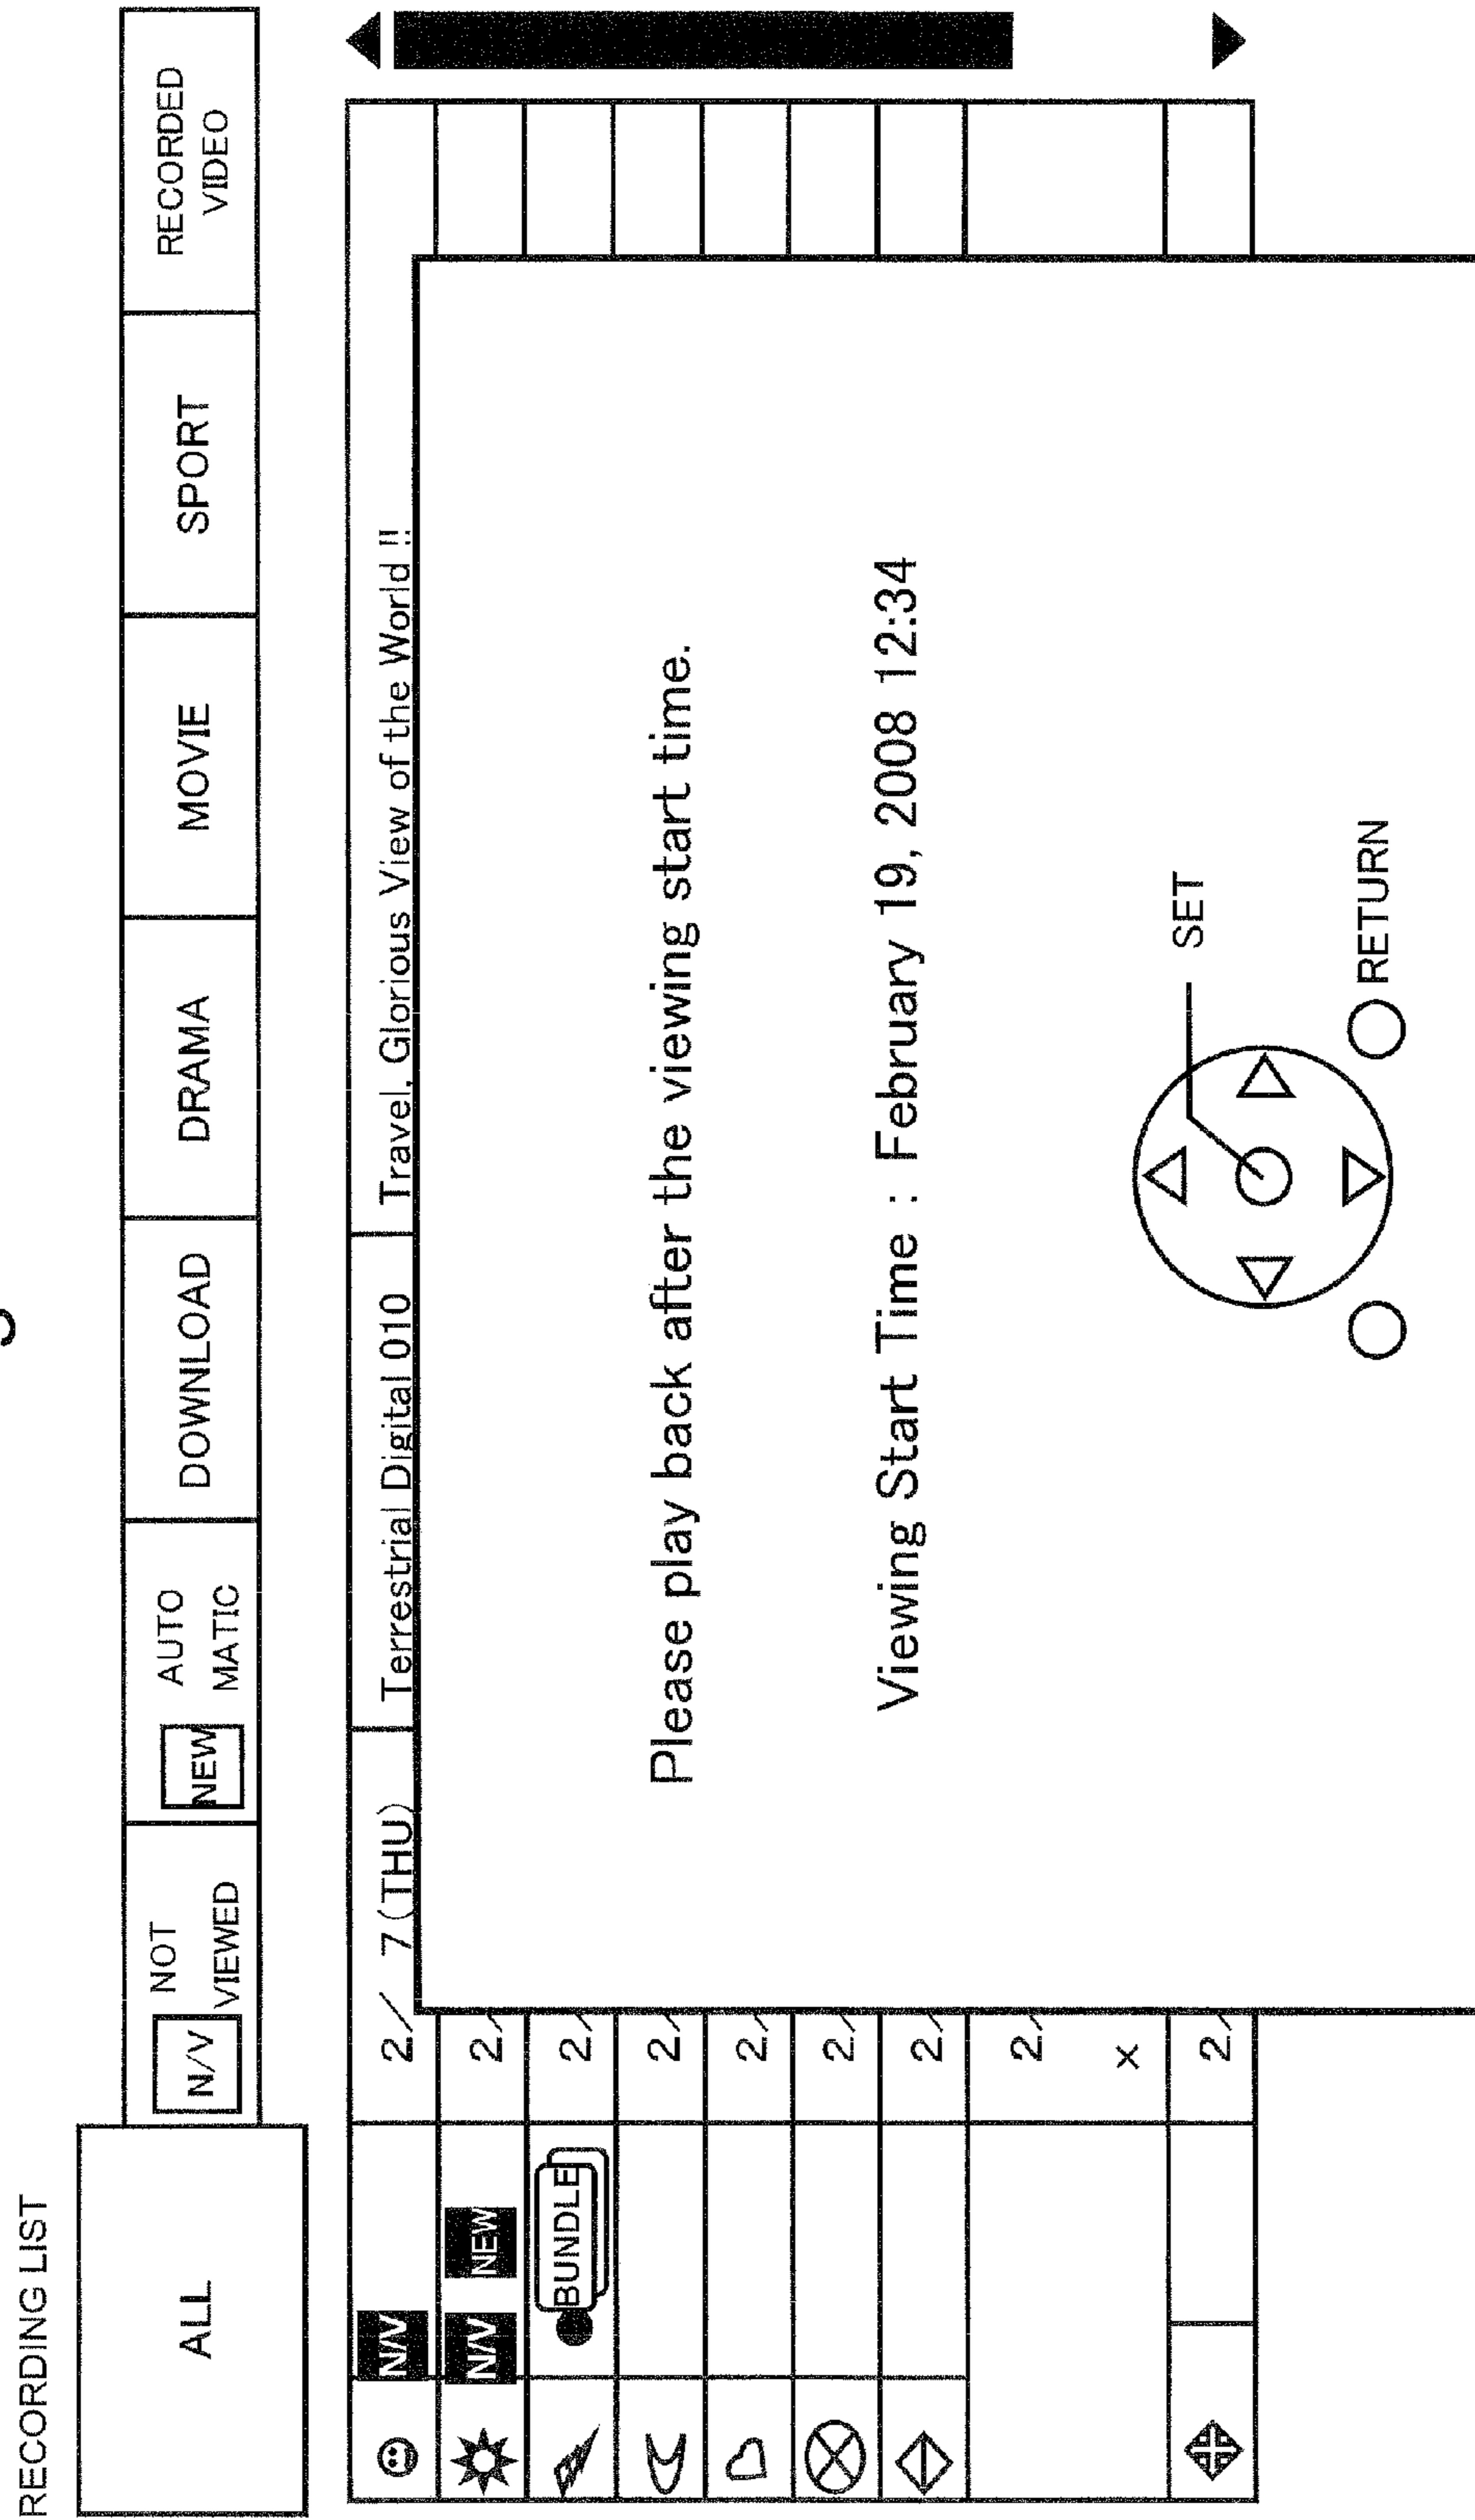 RECORDING LIST
ALL
N/V
NOT
VIEWED
NEW
AUTO
MATIC
DOWNLOAD
DRAMA
MOVIE
SPORT
RECORDED
VIDEO
N/V 2/ 7(THU) Terrestrial Digital 010 Travel, Glorious View of the World !!
N/V NEW 2/
BUNDLE 2/
2/
2/
2/
2/
2/
x
2/
Please play back after the viewing start time.
Viewing Start Time : February 19, 2008 12:34
SET
RETURN